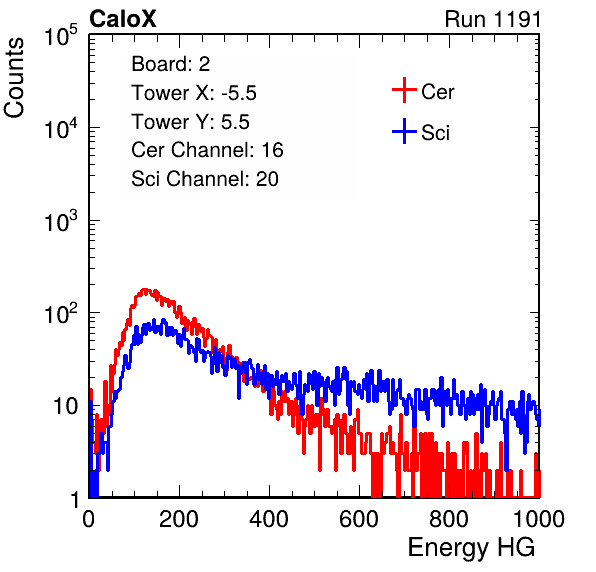 CaloX Run 1191
Counts
Board: 2
Tower X: -5.5
Tower Y: 5.5
Cer Channel: 16
Sci Channel: 20
Cer
Sci
10^5
10^4
10^3
10^2
10
1
0 200 400 600 800 1000
Energy HG